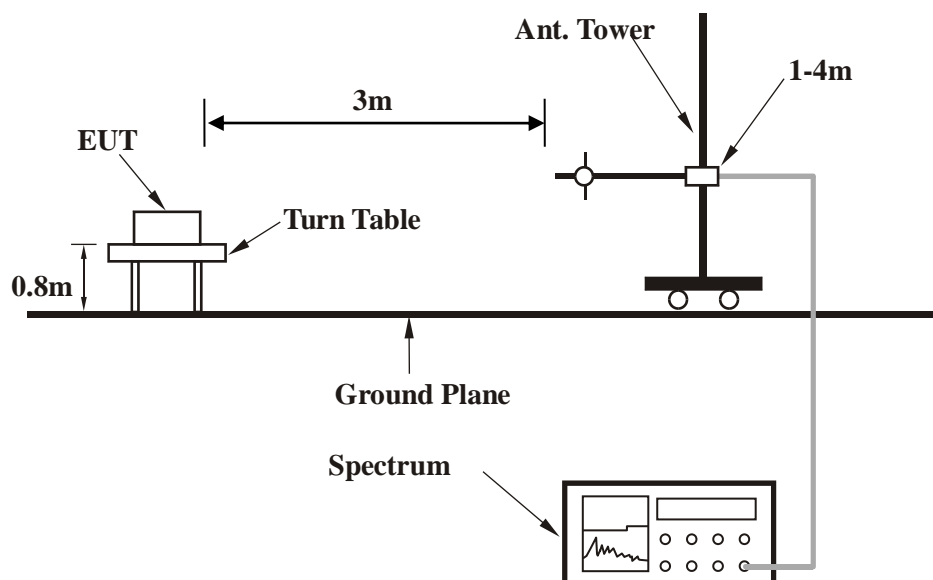 Ant. Tower
1-4m
3m
EUT
Turn Table
0.8m
Ground Plane
Spectrum